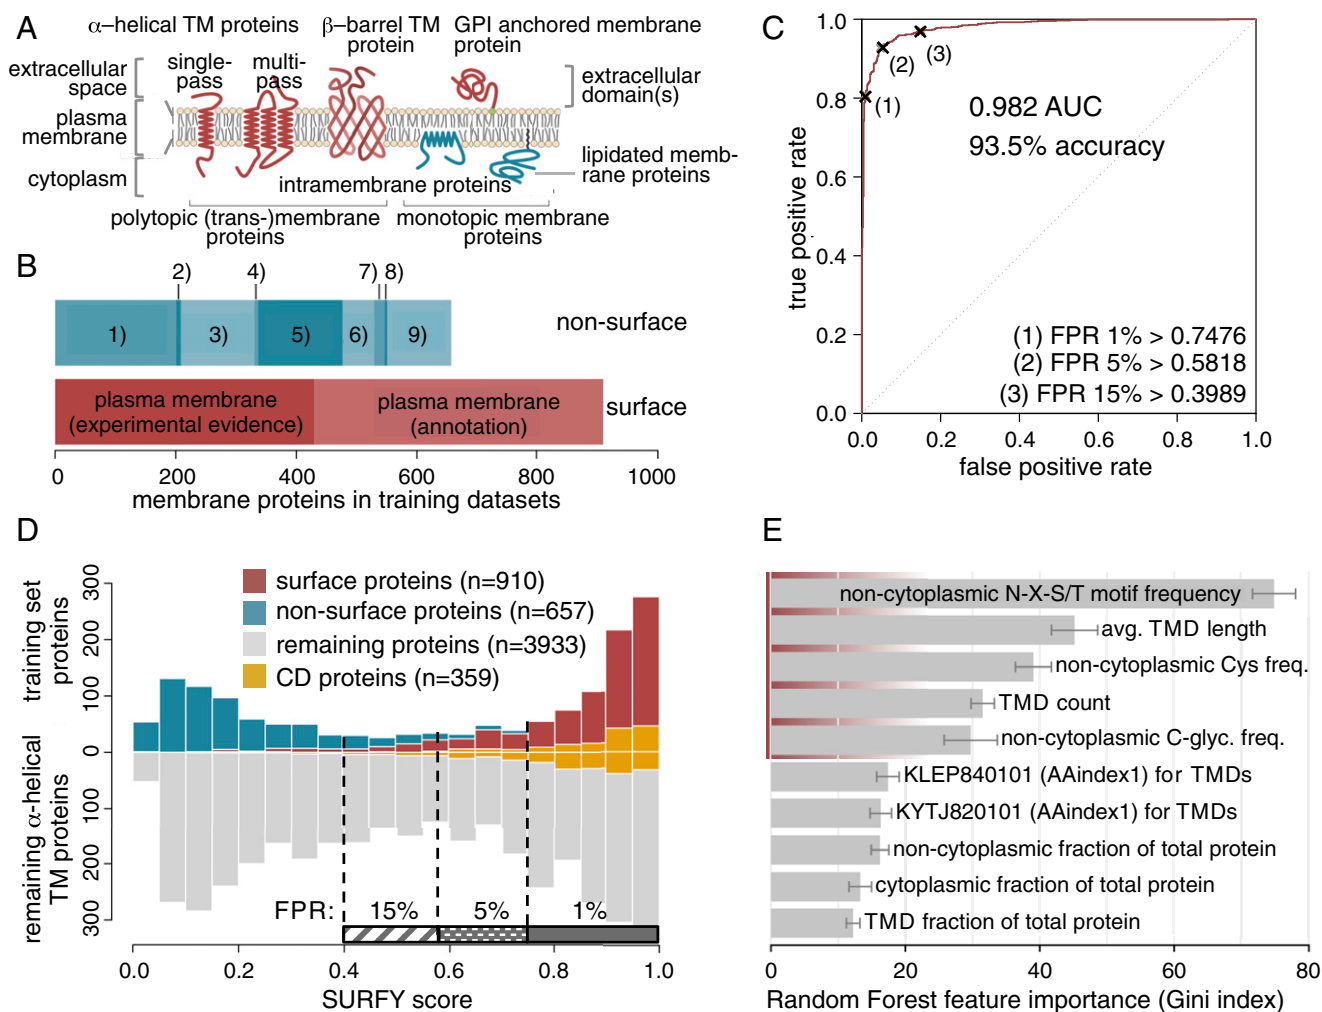 A
α-helical TM proteins
β-barrel TM
protein
GPI anchored membrane
protein
single-
pass
multi-
pass
extracellular
space
plasma
membrane
cytoplasm
extracellular
domain(s)
lipidated memb-
rane proteins
intramembrane proteins
polytopic (trans-)membrane
proteins
monotopic membrane
proteins
B
2)
4)
7)
8)
1)
3)
5)
6)
9)
non-surface
plasma membrane
(experimental evidence)
plasma membrane
(annotation)
surface
0 200 400 600 800 1000
membrane proteins in training datasets
C
true positive rate
1.0
0.8
0.6
0.4
0.2
0.0
(1)
(2)
(3)
0.982 AUC
93.5% accuracy
(1) FPR 1% > 0.7476
(2) FPR 5% > 0.5818
(3) FPR 15% > 0.3989
0.0 0.2 0.4 0.6 0.8 1.0
false positive rate
D
training set
proteins
remaining α-helical
TM proteins
300
200
100
0
100
200
300
surface proteins (n=910)
non-surface proteins (n=657)
remaining proteins (n=3933)
CD proteins (n=359)
FPR: 15% 5% 1%
0.0 0.2 0.4 0.6 0.8 1.0
SURFY score
E
non-cytoplasmic N-X-S/T motif frequency
avg. TMD length
non-cytoplasmic Cys freq.
TMD count
non-cytoplasmic C-glyc. freq.
KLEP840101 (AAindex1) for TMDs
KYTJ820101 (AAindex1) for TMDs
non-cytoplasmic fraction of total protein
cytoplasmic fraction of total protein
TMD fraction of total protein
0 20 40 60 80
Random Forest feature importance (Gini index)